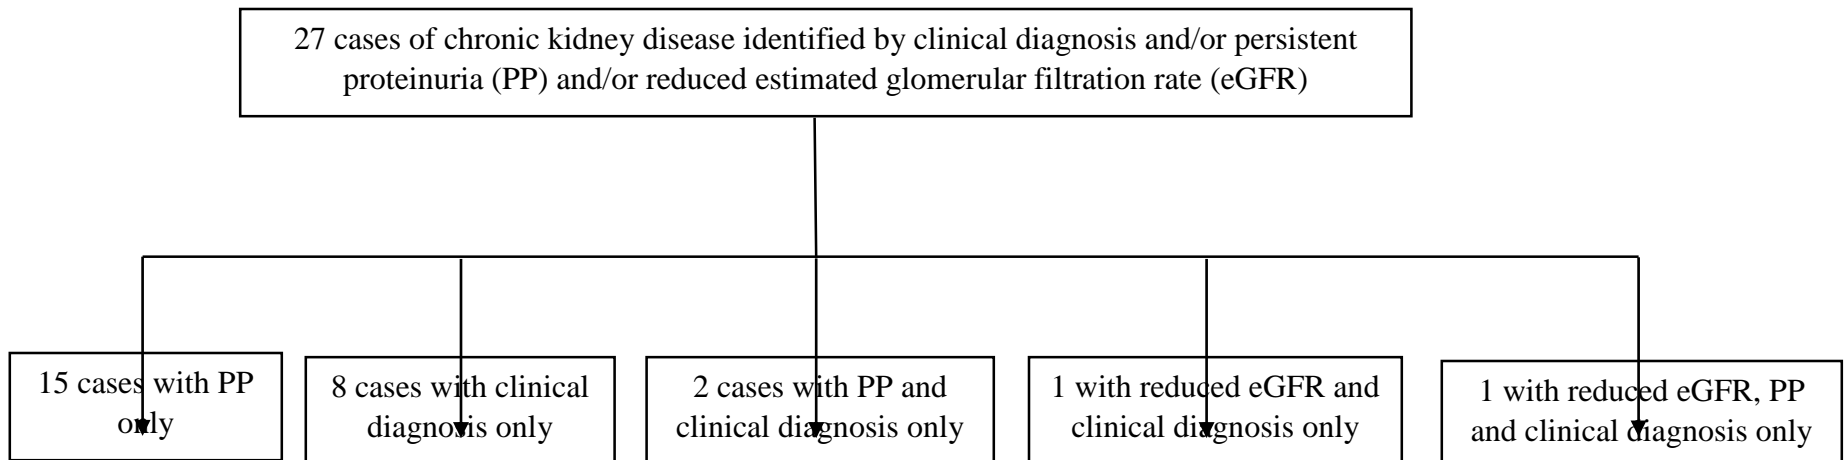 27 cases of chronic kidney disease identified by clinical diagnosis and/or persistent
proteinuria (PP) and/or reduced estimated glomerular filtration rate (eGFR)
15 cases with PP
only
8 cases with clinical
diagnosis only
2 cases with PP and
clinical diagnosis only
1 with reduced eGFR and
clinical diagnosis only
1 with reduced eGFR, PP
and clinical diagnosis only